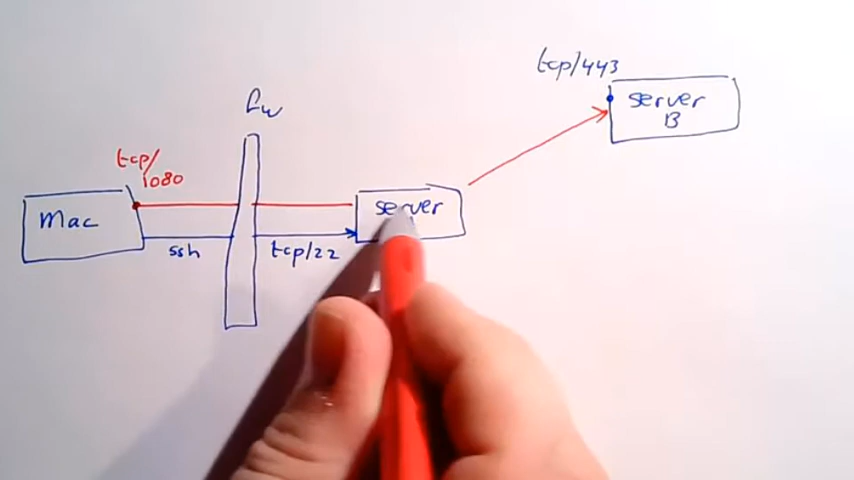 tcp/443
server
B
fw
tcp/
1080
Mac
server
ssh
tcp/22